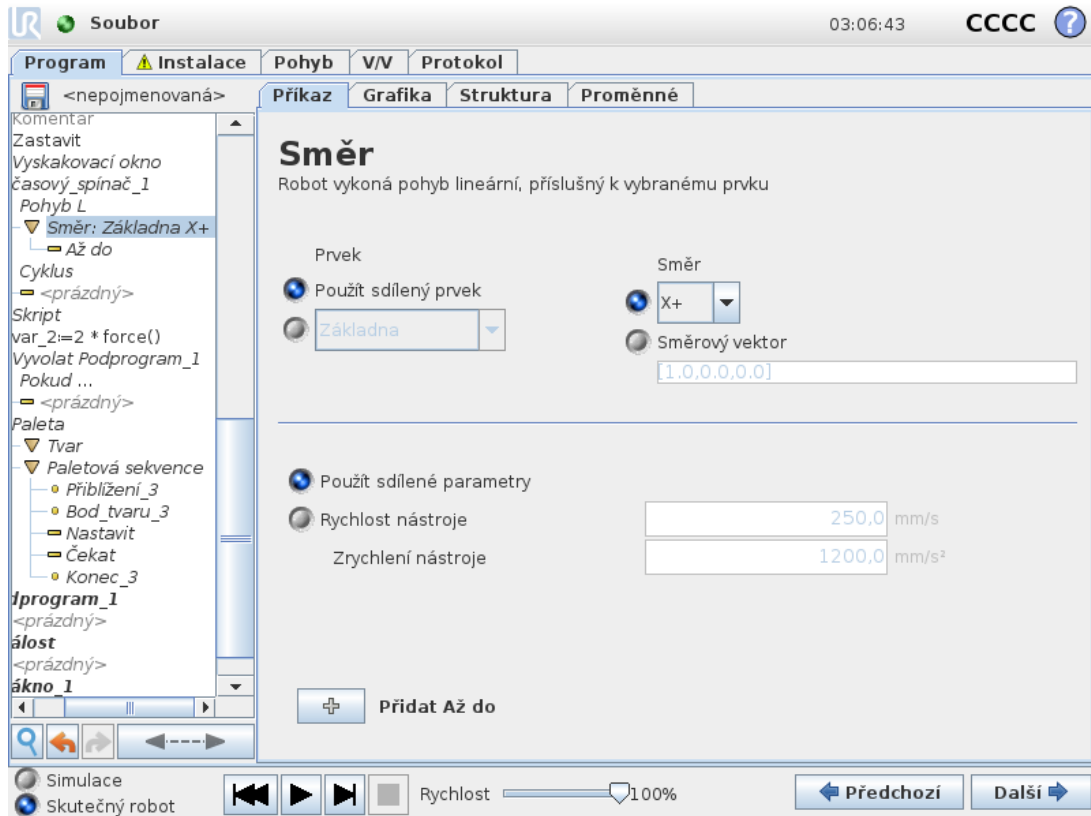 UR Soubor 03:06:43 CCCC ?
Program Instalace Pohyb V/V Protokol
<nepojmenovaná> Příkaz Grafika Struktura Proměnné
Komentář
Zastavit
Vyskakovací okno
časový_spínač_1
Pohyb L
Směr: Základna X+
Až do
Cyklus
<prázdný>
Skript
var_2:=2 * force()
Vyvolat Podprogram_1
Pokud ...
<prázdný>
Paleta
Tvar
Paletová sekvence
Přiblížení_3
Bod_tvaru_3
Nastavit
Čekat
Konec_3
dprogram_1
<prázdný>
álost
<prázdný>
ákno_1
Směr
Robot vykoná pohyb lineární, příslušný k vybranému prvku
Prvek
Použít sdílený prvek
Základna
Směr
X+
Směrový vektor
[1.0,0.0,0.0]
Použít sdílené parametry
Rychlost nástroje 250,0 mm/s
Zrychlení nástroje 1200,0 mm/s²
Přidat Až do
Simulace
Skutečný robot
Rychlost 100%
Předchozí Další